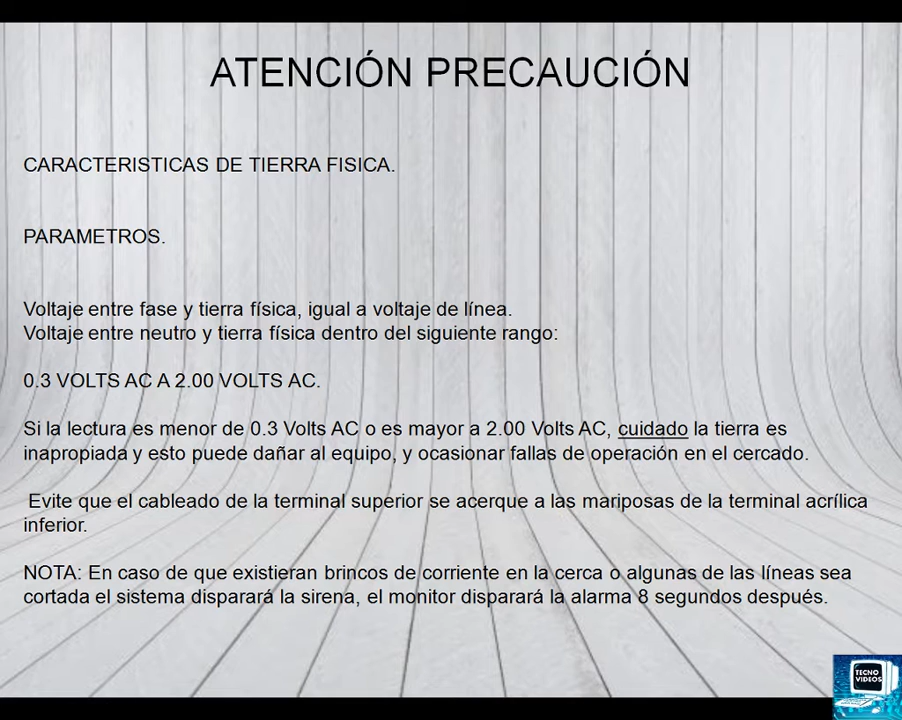 ATENCIÓN PRECAUCIÓN
CARACTERISTICAS DE TIERRA FISICA.
PARAMETROS.
Voltaje entre fase y tierra física, igual a voltaje de línea.
Voltaje entre neutro y tierra física dentro del siguiente rango:
0.3 VOLTS AC A 2.00 VOLTS AC.
Si la lectura es menor de 0.3 Volts AC o es mayor a 2.00 Volts AC, cuidado la tierra es
inapropiada y esto puede dañar al equipo, y ocasionar fallas de operación en el cercado.
Evite que el cableado de la terminal superior se acerque a las mariposas de la terminal acrílica
inferior.
NOTA: En caso de que existieran brincos de corriente en la cerca o algunas de las líneas sea
cortada el sistema disparará la sirena, el monitor disparará la alarma 8 segundos después.
TECNO
VIDEOS